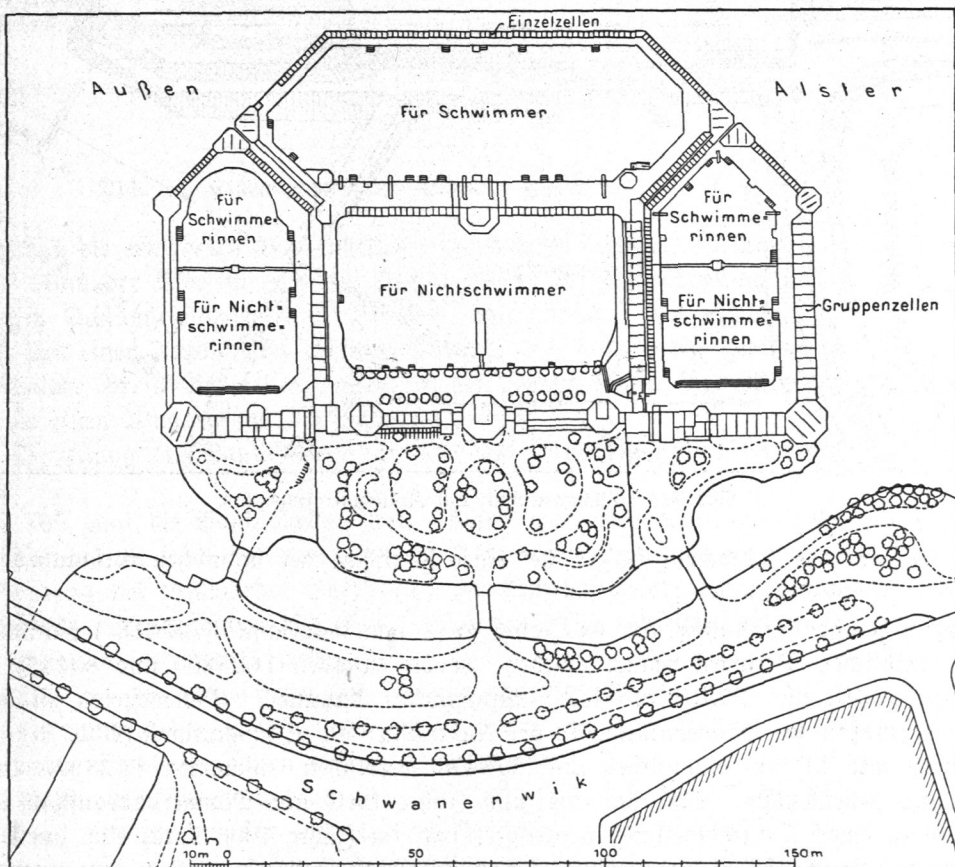 Einzelzellen
Außen Alster
Für Schwimmer
Für
Schwimme=
rinnen
Für
Schwimme=
rinnen
Für Nichtschwimmer
Für Nicht=
schwimme=
rinnen
Für Nicht=
schwimme=
rinnen
Gruppenzellen
Schwanenwik
10m 0 50 100 150m